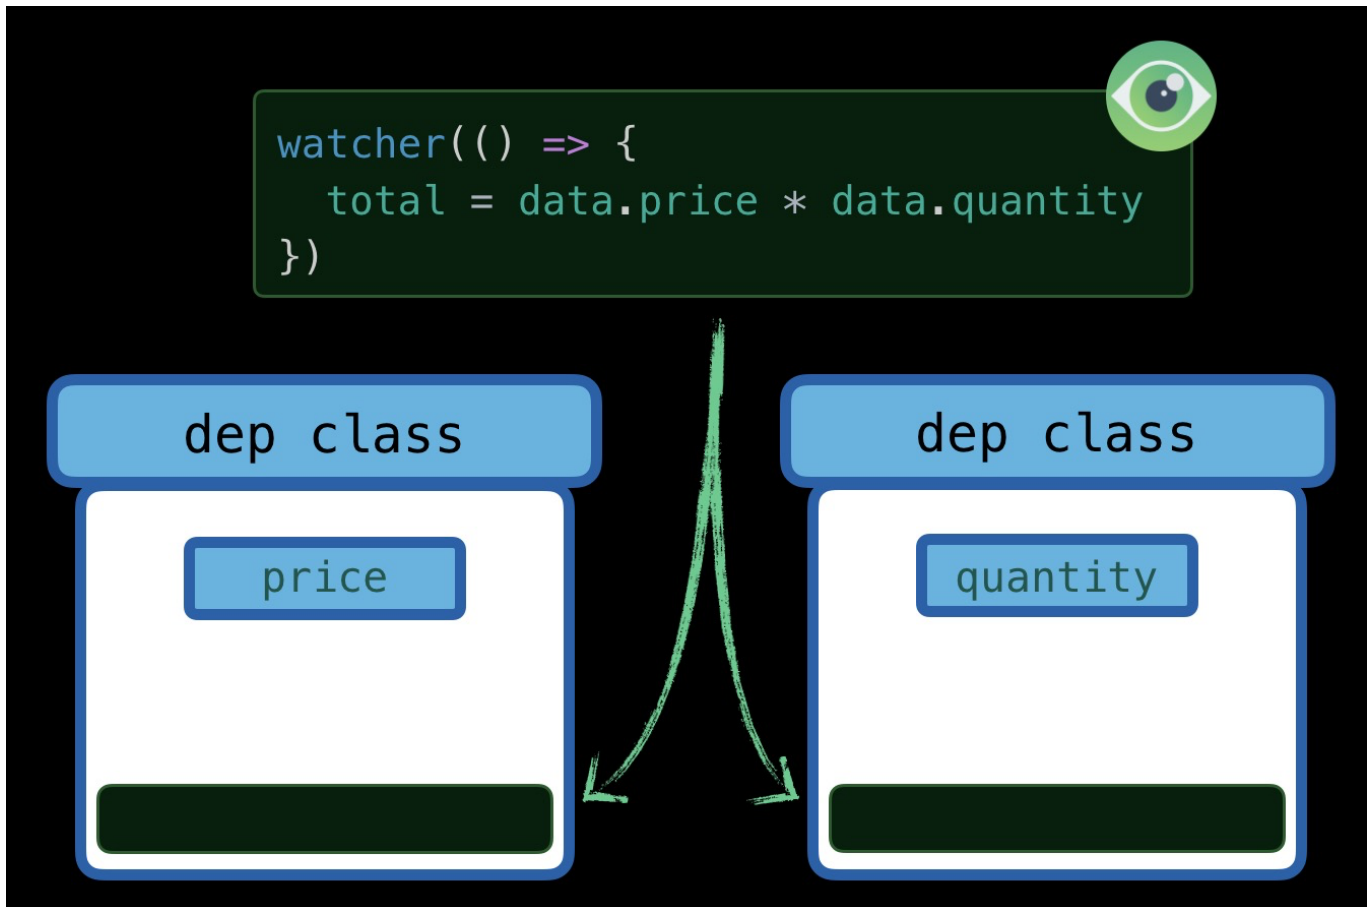 watcher(() => {
  total = data.price * data.quantity
})
dep class
dep class
price
quantity